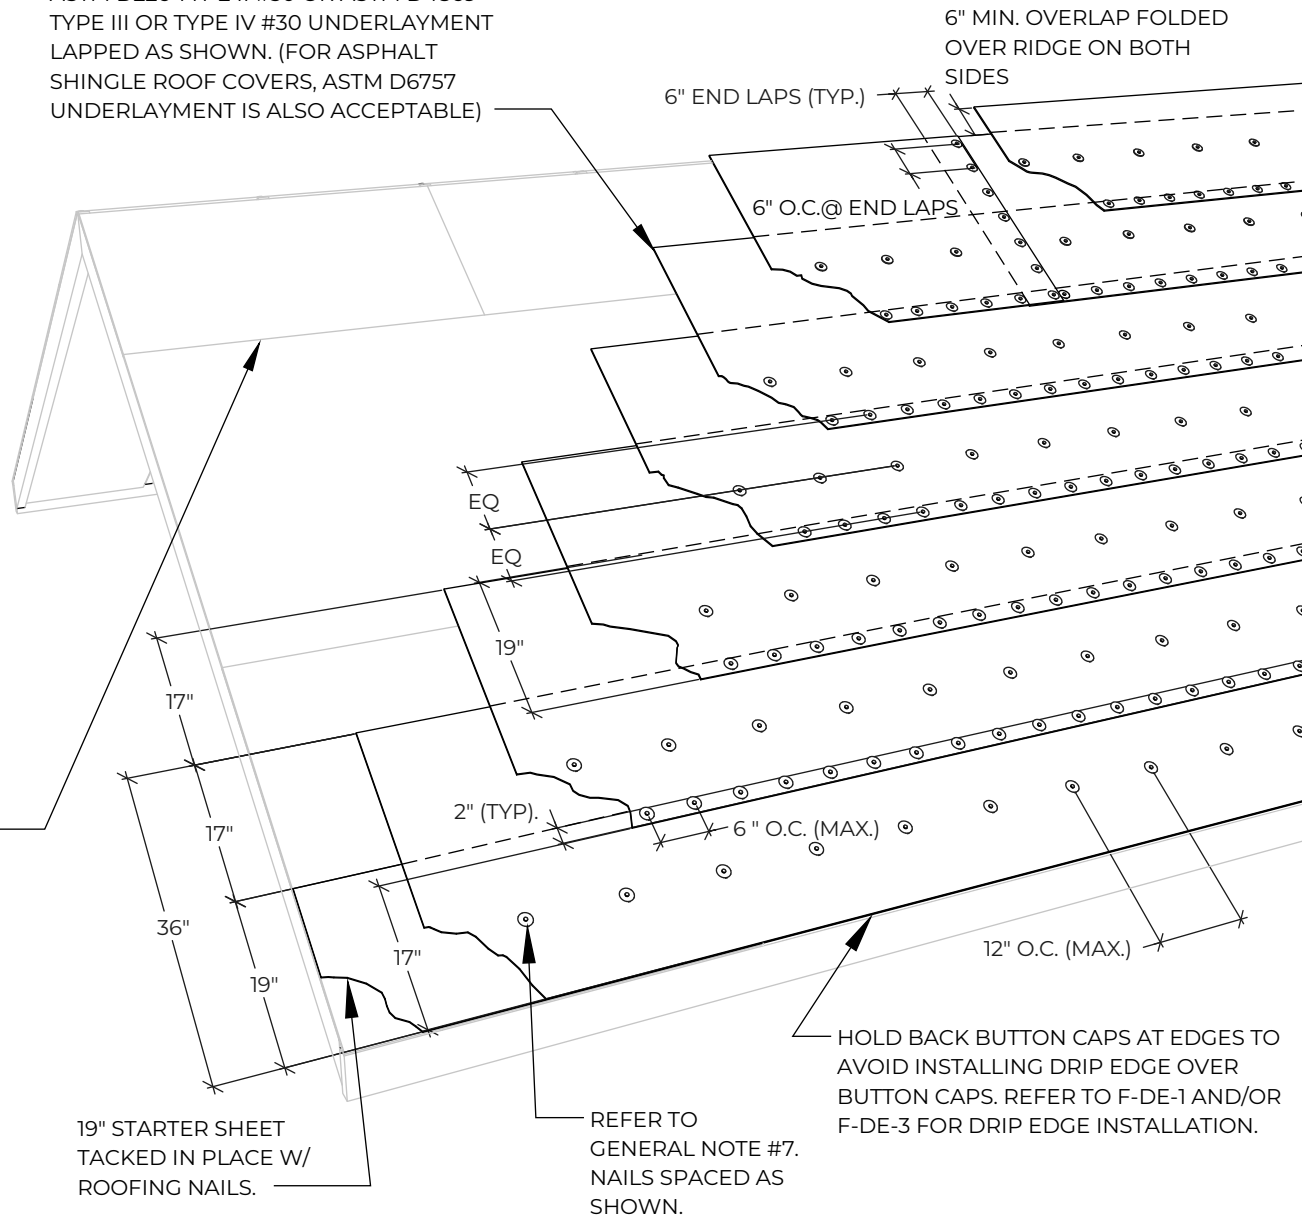 TYPE III OR TYPE IV #30 UNDERLAYMENT
LAPPED AS SHOWN. (FOR ASPHALT
SHINGLE ROOF COVERS, ASTM D6757
UNDERLAYMENT IS ALSO ACCEPTABLE)
6" MIN. OVERLAP FOLDED
OVER RIDGE ON BOTH
SIDES
6" END LAPS (TYP.)
6" O.C.@ END LAPS
EQ
EQ
19"
17"
17"
36"
19"
17"
2" (TYP).
6 " O.C. (MAX.)
12" O.C. (MAX.)
HOLD BACK BUTTON CAPS AT EDGES TO
AVOID INSTALLING DRIP EDGE OVER
BUTTON CAPS. REFER TO F-DE-1 AND/OR
F-DE-3 FOR DRIP EDGE INSTALLATION.
19" STARTER SHEET
TACKED IN PLACE W/
ROOFING NAILS.
REFER TO
GENERAL NOTE #7.
NAILS SPACED AS
SHOWN.